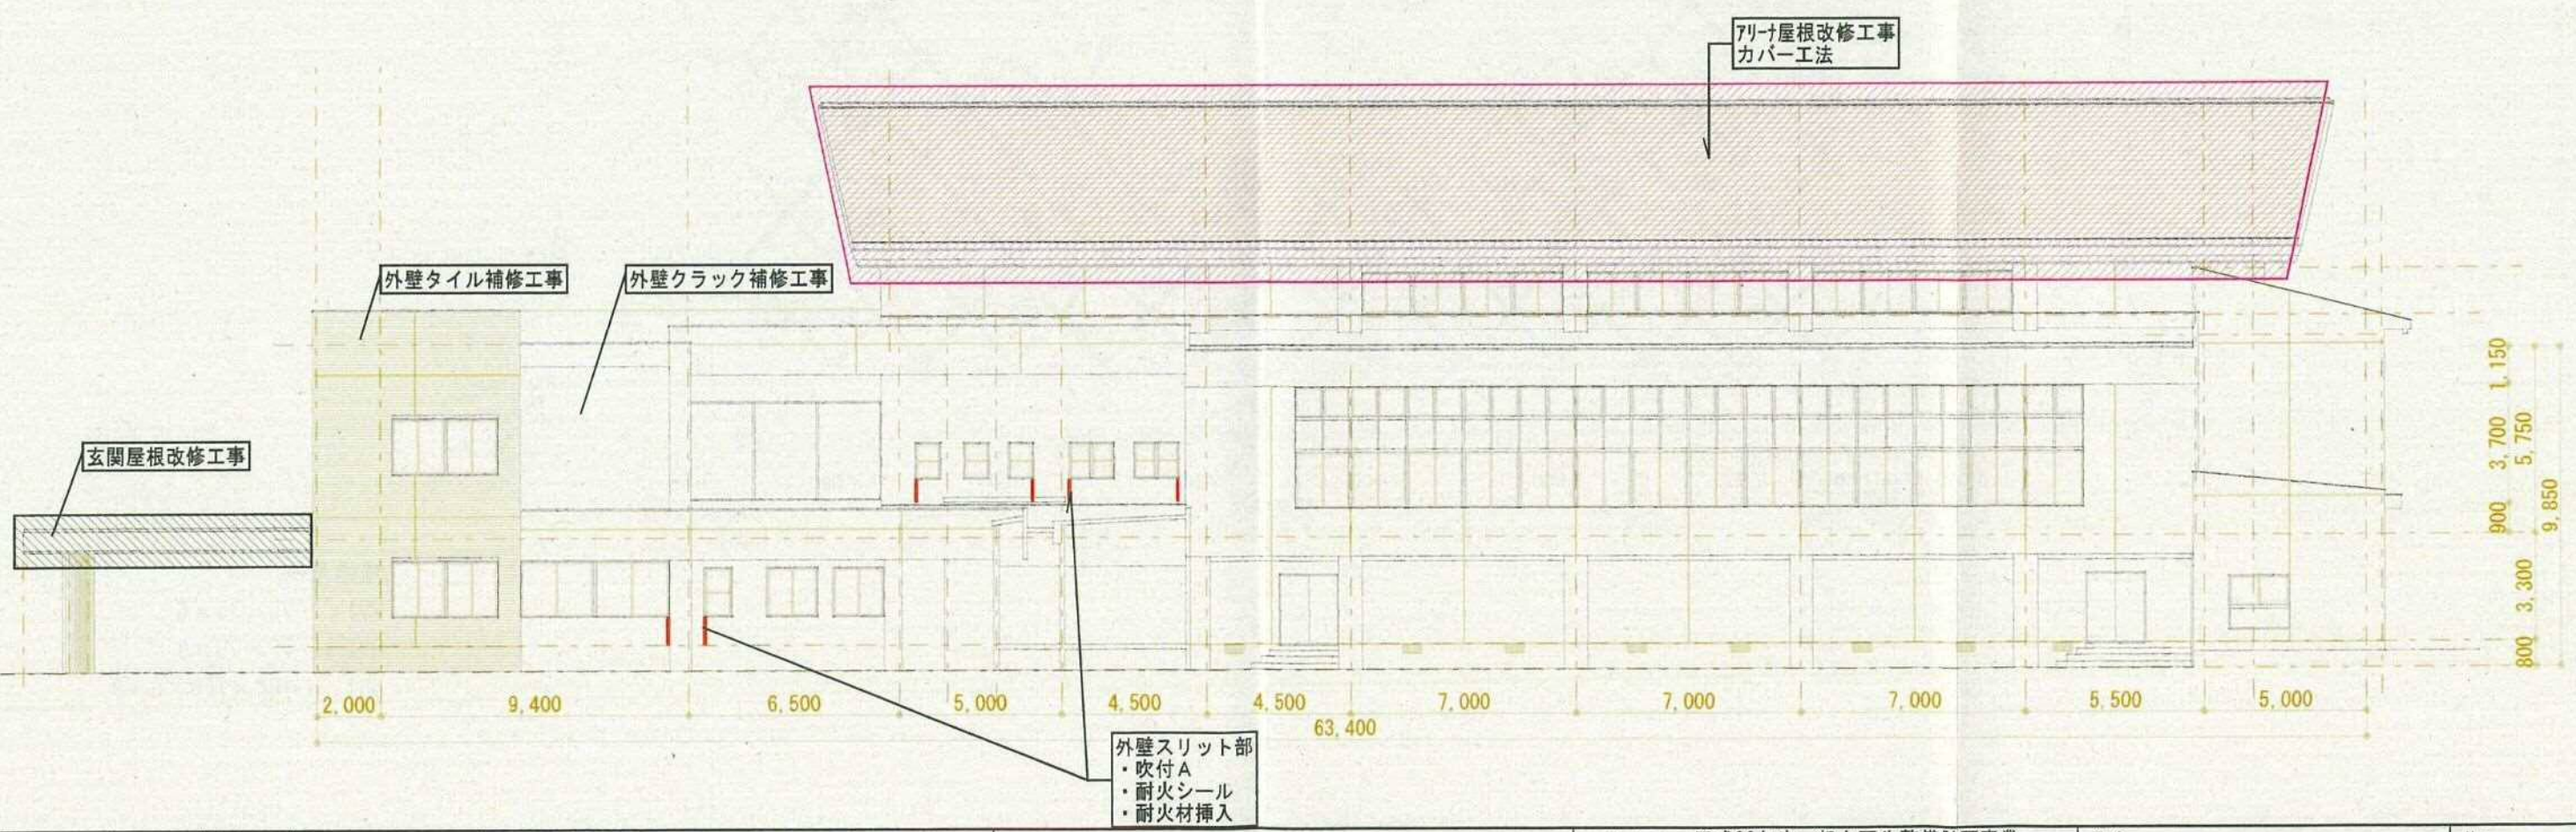 アリーナ屋根改修工事
カバー工法
外壁タイル補修工事
外壁クラック補修工事
玄関屋根改修工事
1,150
3,700
5,750
900
9,850
3,300
800
2,000 9,400 6,500 5,000 4,500 4,500 7,000 7,000 7,000 5,500 5,000
63,400
外壁スリット部
・吹付A
・耐火シール
・耐火材挿入